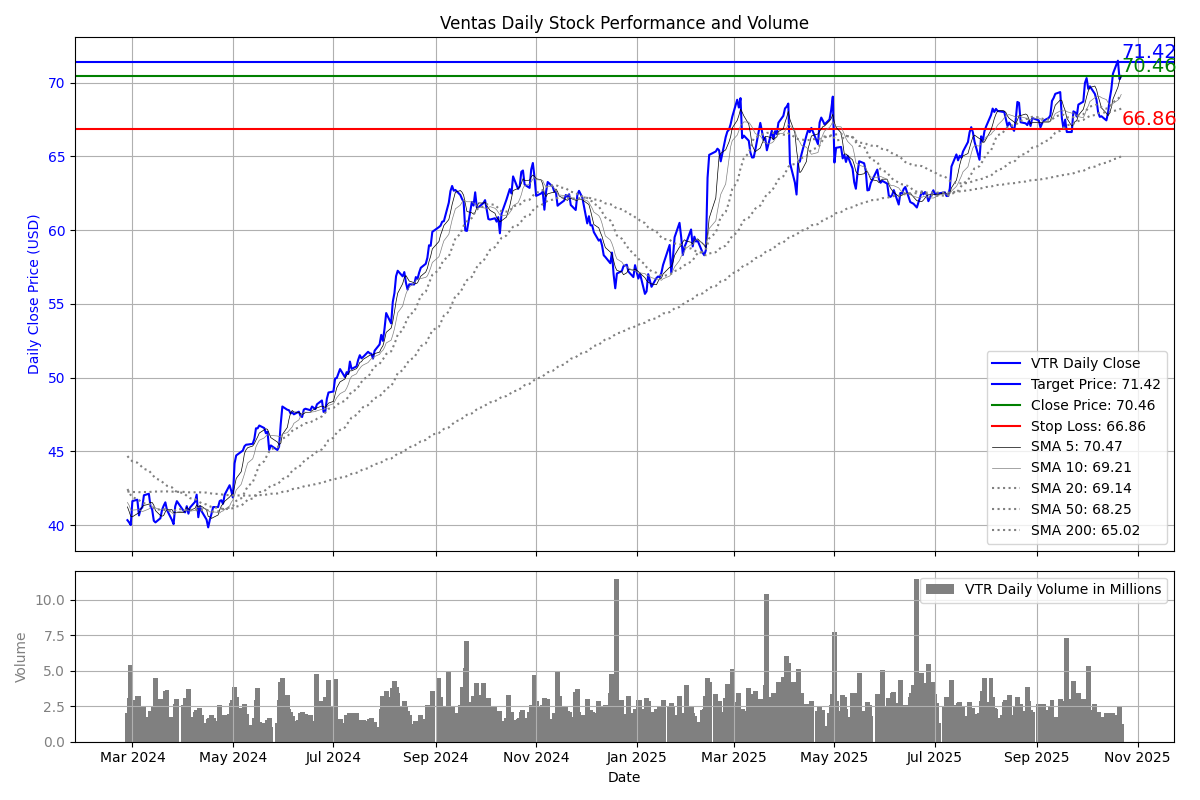 Ventas Daily Stock Performance and Volume
71.42
70.46
66.86
70
65
60
55
50
45
40
Daily Close Price (USD)
VTR Daily Close
Target Price: 71.42
Close Price: 70.46
Stop Loss: 66.86
SMA 5: 70.47
SMA 10: 69.21
SMA 20: 69.14
SMA 50: 68.25
SMA 200: 65.02
VTR Daily Volume in Millions
10.0
7.5
5.0
2.5
0.0
Volume
Mar 2024 May 2024 Jul 2024 Sep 2024 Nov 2024 Jan 2025 Mar 2025 May 2025 Jul 2025 Sep 2025 Nov 2025
Date